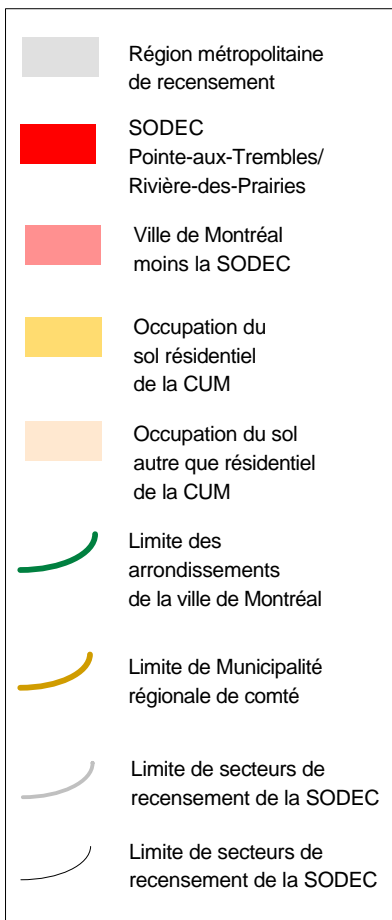 Région métropolitaine
de recensement
SODEC
Pointe-aux-Trembles/
Rivière-des-Prairies
Ville de Montréal
moins la SODEC
Occupation du
sol résidentiel
de la CUM
Occupation du sol
autre que résidentiel
de la CUM
Limite des
arrondissements
de la ville de Montréal
Limite de Municipalité
régionale de comté
Limite de secteurs de
recensement de la SODEC
Limite de secteurs de
recensement de la SODEC